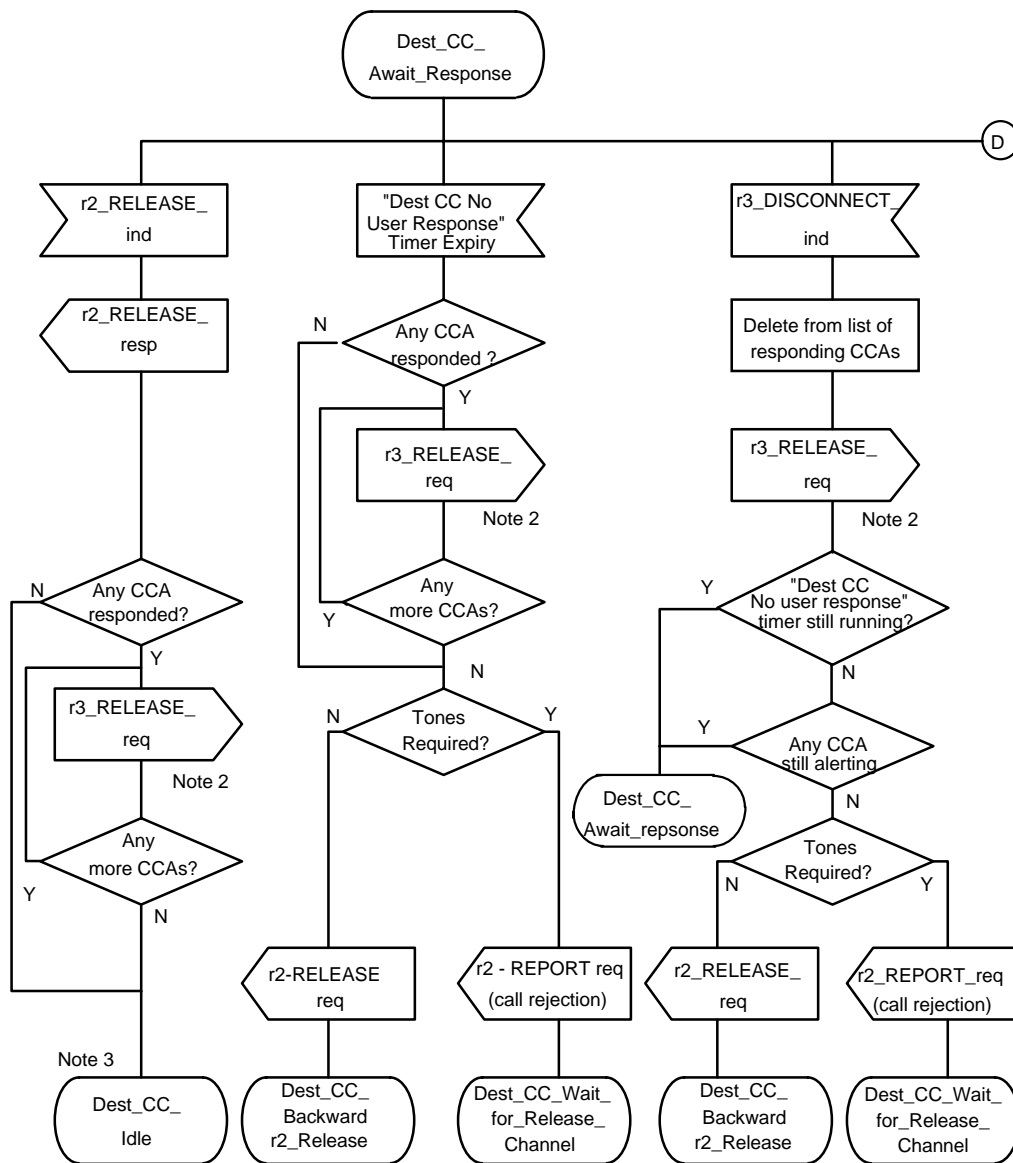 Dest_CC_
Await_Response
D
r2_RELEASE_
ind
"Dest CC No
User Response"
Timer Expiry
r3_DISCONNECT_
ind
r2_RELEASE_
resp
N
Any CCA
responded ?
Y
Delete from list of
responding CCAs
r3_RELEASE_
req
Note 2
r3_RELEASE_
req
Note 2
N
Any CCA
responded?
Y
Any
more CCAs?
Y
N
Y
"Dest CC
No user response"
timer still running?
N
r3_RELEASE_
req
Note 2
N
Tones
Required?
Y
Y
Any CCA
still alerting
N
Dest_CC_
Await_repsonse
Any
more CCAs?
Y
N
Tones
Required?
N
Y
r2-RELEASE
req
r2 - REPORT req
(call rejection)
r2_RELEASE_
req
r2_REPORT_req
(call rejection)
Note 3
Dest_CC_
Idle
Dest_CC_
Backward
r2_Release
Dest_CC_Wait_
for_Release_
Channel
Dest_CC_
Backward
r2_Release
Dest_CC_Wait_
for_Release_
Channel